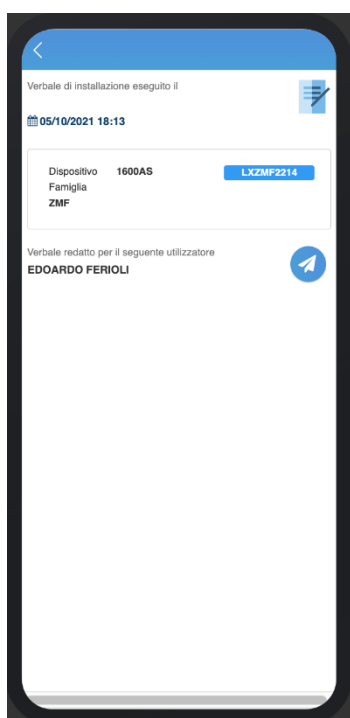 Verbale di installazione eseguito il
05/10/2021 18:13
Dispositivo 1600AS LXZMF2214
Famiglia
ZMF
Verbale redatto per il seguente utilizzatore
EDOARDO FERIOLI